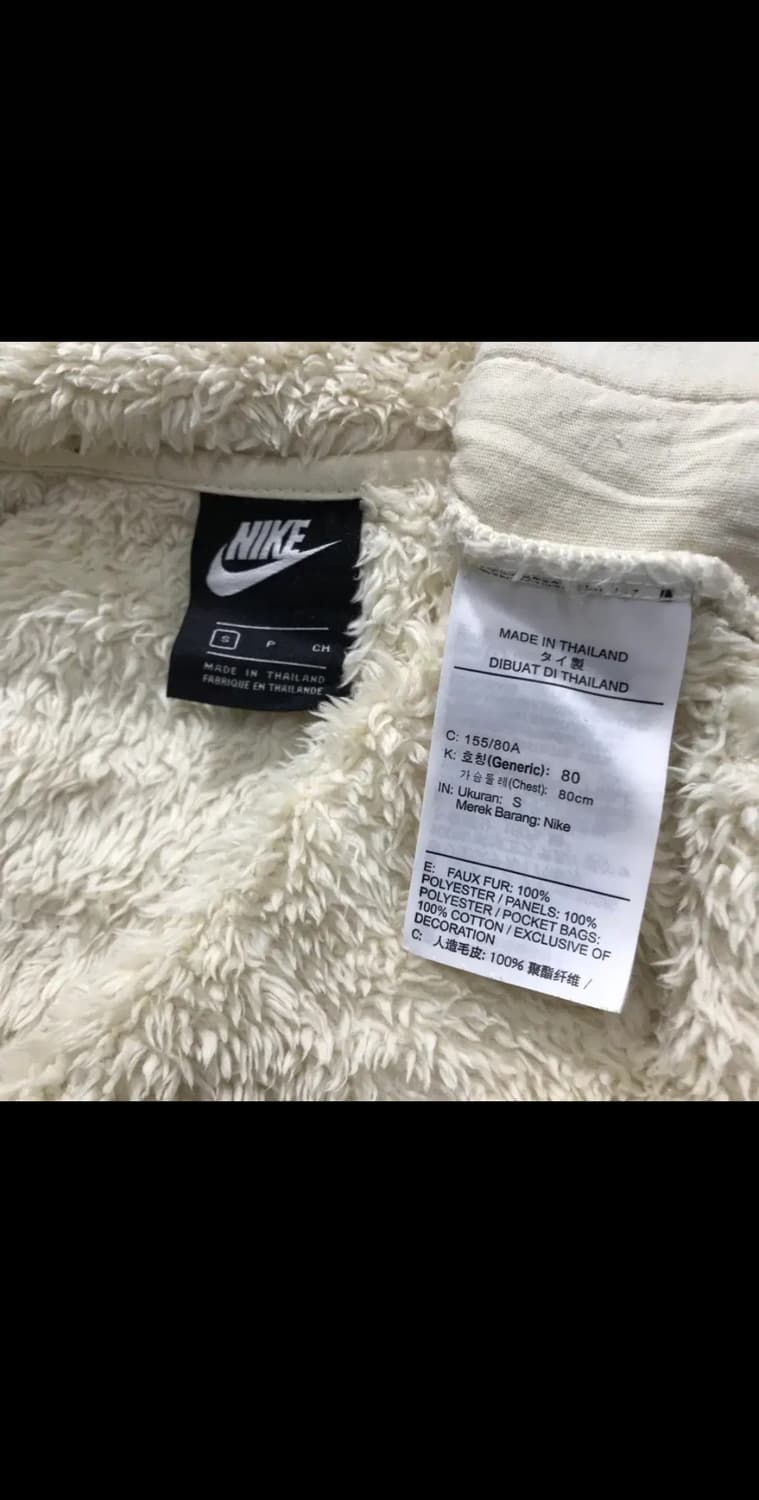 NIKE
S P CH
MADE IN THAILAND
FABRIQUÉ EN THAÏLANDE
MADE IN THAILAND
タイ製
DIBUAT DI THAILAND
C: 155/80A
K: 호칭(Generic): 80
가슴둘레(Chest): 80cm
IN: Ukuran: S
Merek Barang: Nike
E: FAUX FUR: 100%
POLYESTER / PANELS: 100%
POLYESTER / POCKET BAGS:
100% COTTON / EXCLUSIVE OF
DECORATION
C: 人造毛皮: 100% 聚酯纤维 /